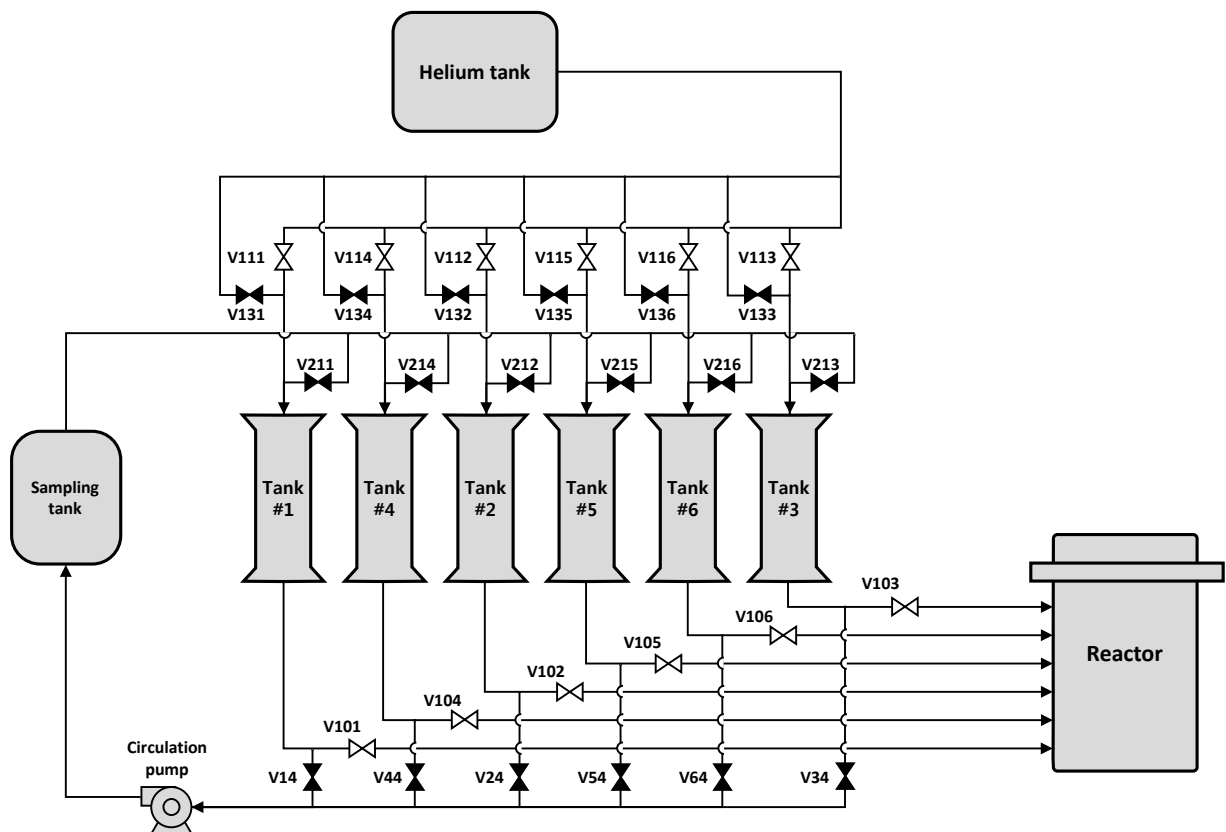 Helium tank
V111
V114
V112
V115
V116
V113
V131
V134
V132
V135
V136
V133
V211
V214
V212
V215
V216
V213
Sampling
tank
Tank
#1
Tank
#4
Tank
#2
Tank
#5
Tank
#6
Tank
#3
V103
V106
V105
V102
V104
V101
Reactor
Circulation
pump
V14
V44
V24
V54
V64
V34